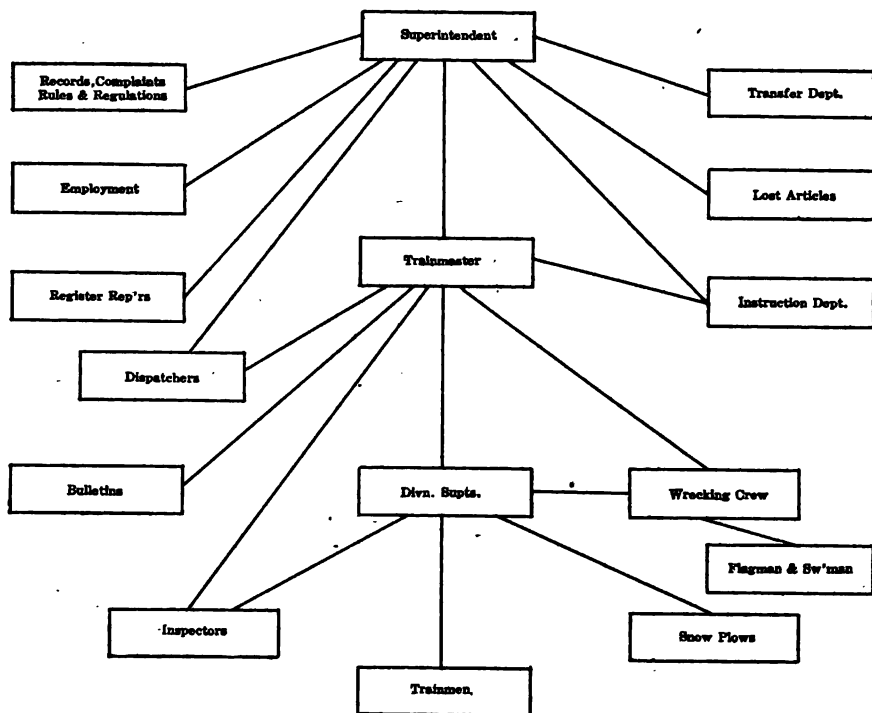 Superintendent
Records,Complaints
Rules & Regulations
Transfer Dept.
Employment
Lost Articles
Trainmaster
Register Rep'rs
Instruction Dept.
Dispatchers
Bulletins
Divn. Supts.
Wrecking Crew
Flagman & Sw'man
Inspectors
Snow Plows
Trainmen.